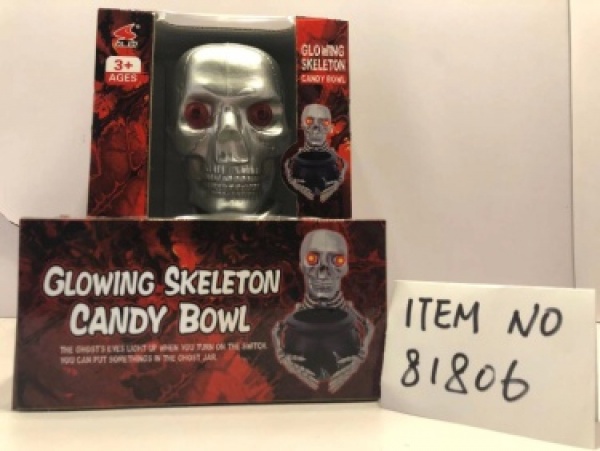 3+
AGES
GLOWING
SKELETON
CANDY BOWL
GLOWING SKELETON
CANDY BOWL
THE GHOST'S EYES LIGHT UP WHEN YOU TURN ON THE SWITCH.
YOU CAN PUT SOMETHINGS IN THE GHOST JAR.
ITEM NO
81806